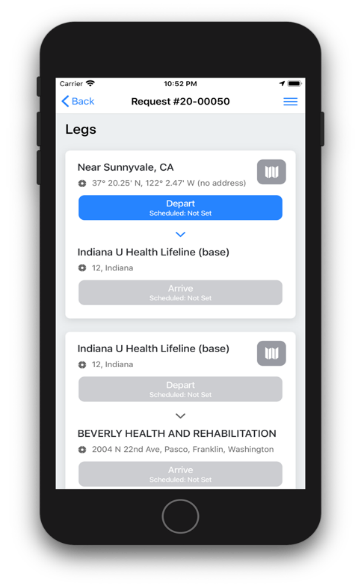 Carrier 10:52 PM
Back Request #20-00050
Legs
Near Sunnyvale, CA
37° 20.25' N, 122° 2.47' W (no address)
Depart
Scheduled: Not Set
Indiana U Health Lifeline (base)
12, Indiana
Arrive
Scheduled: Not Set
Indiana U Health Lifeline (base)
12, Indiana
Depart
Scheduled: Not Set
BEVERLY HEALTH AND REHABILITATION
2004 N 22nd Ave, Pasco, Franklin, Washington
Arrive
Scheduled: Not Set